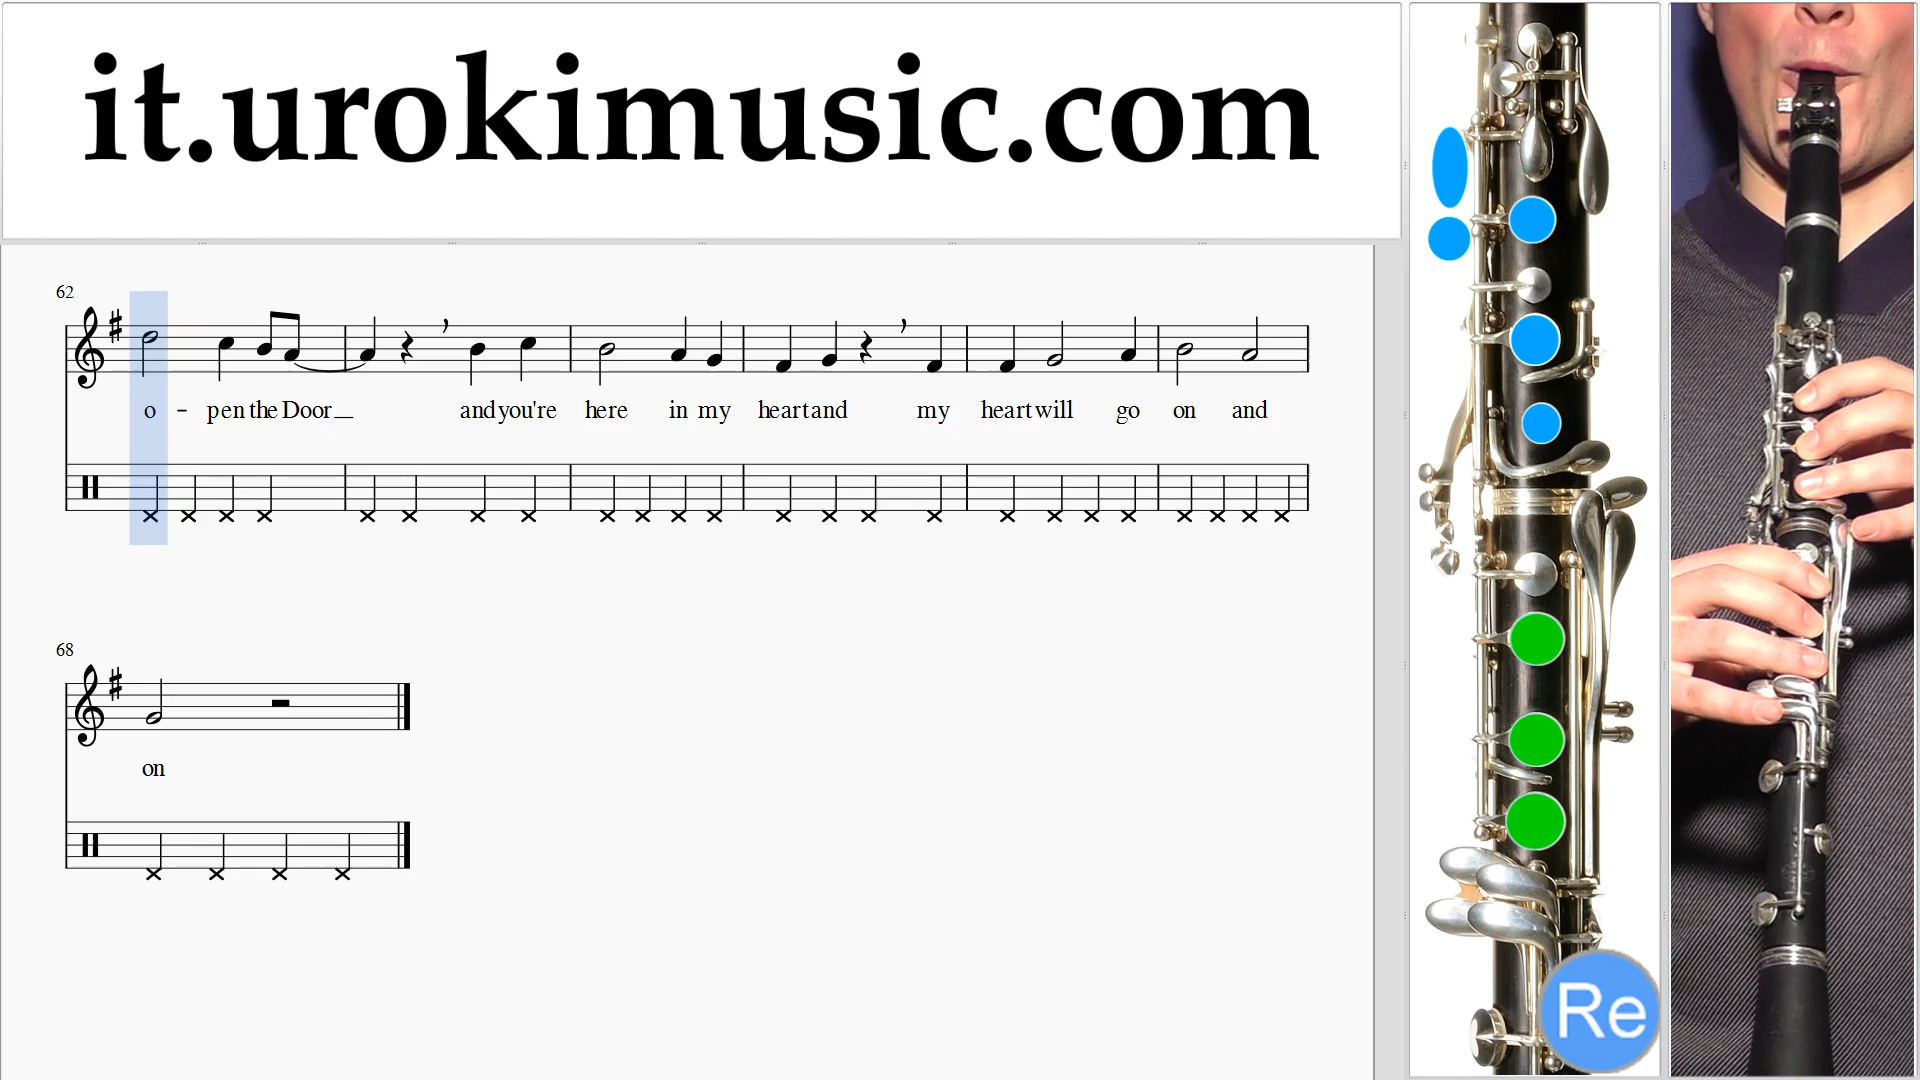 it.urokimusic.com
62
o - pen the Door_ and you're here in my heart and my heart will go on and
68
on
Re